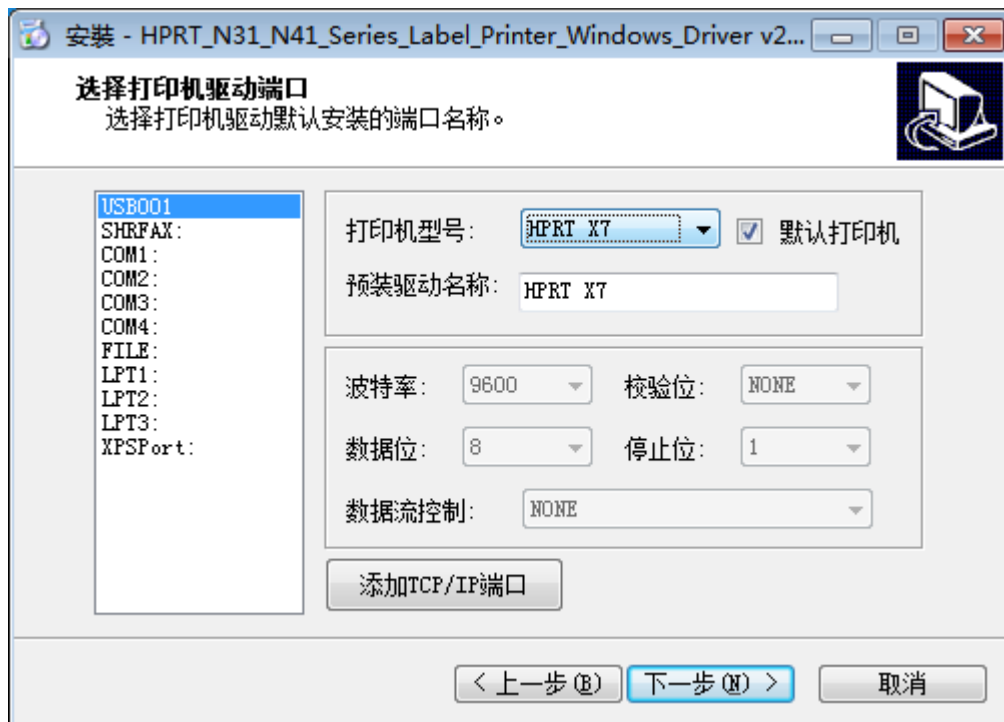 安裝 - HPRT_N31_N41_Series_Label_Printer_Windows_Driver v2...
选择打印机驱动端口
选择打印机驱动默认安装的端口名称。
USB001
SHRFAX:
COM1:
COM2:
COM3:
COM4:
FILE:
LPT1:
LPT2:
LPT3:
XPSPort:
打印机型号: HPRT X7 默认打印机
预装驱动名称: HPRT X7
波特率: 9600 校验位: NONE
数据位: 8 停止位: 1
数据流控制: NONE
添加TCP/IP端口
< 上一步(B) 下一步(N) > 取消